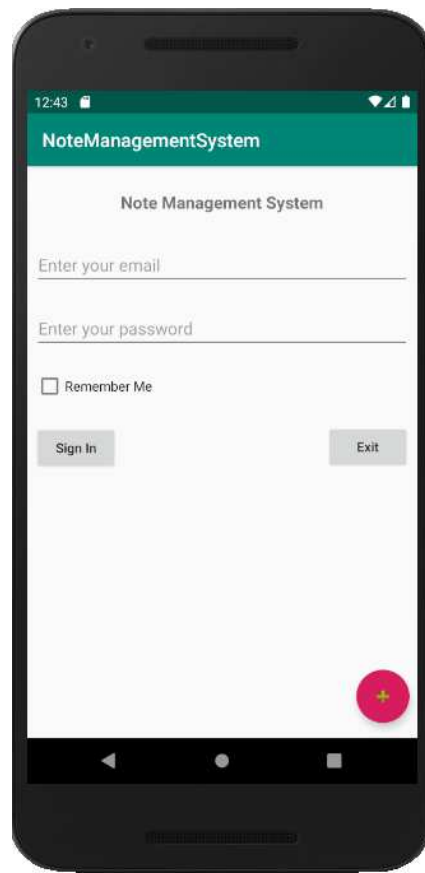 12:43
NoteManagementSystem
Note Management System
Enter your email
Enter your password
Remember Me
Sign In Exit
+